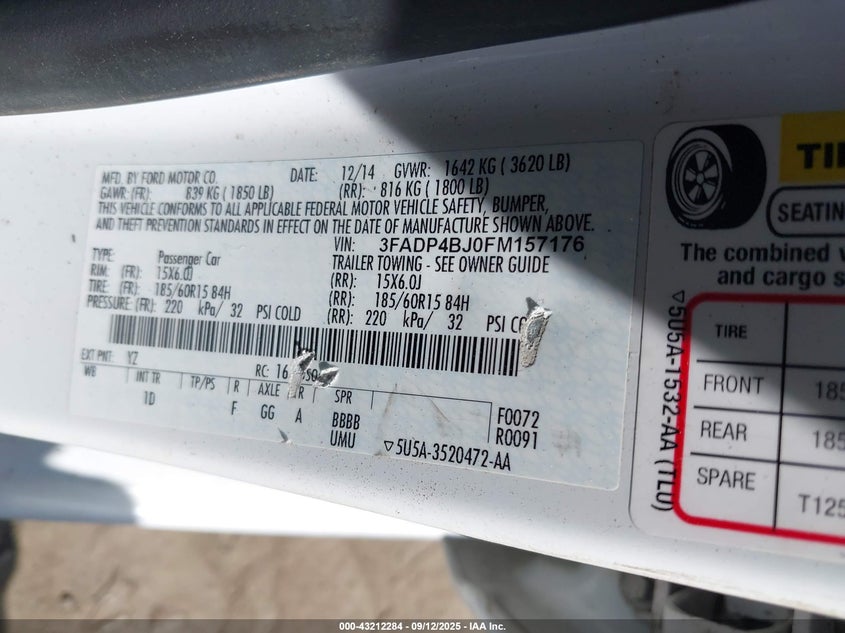 MFD. BY FORD MOTOR CO. DATE: 12/14 GVWR: 1642 KG ( 3620 LB)
GAWR: (FR): 839 KG ( 1850 LB) (RR): 816 KG ( 1800 LB)
THIS VEHICLE CONFORMS TO ALL APPLICABLE FEDERAL MOTOR VEHICLE SAFETY, BUMPER,
AND THEFT PREVENTION STANDARDS IN EFFECT ON THE DATE OF MANUFACTURE SHOWN ABOVE.
VIN: 3FADP4BJ0FM157176
TYPE: Passenger Car TRAILER TOWING - SEE OWNER GUIDE
RIM: (FR): 15X6.0J (RR): 15X6.0J
TIRE: (FR): 185/60R15 84H (RR): 185/60R15 84H
PRESSURE: (FR): 220 kPa/ 32 PSI COLD (RR): 220 kPa/ 32 PSI
EXT PNT: YZ RC: 16
WB INT TR TP/PS R AXLE SPR
1D F GG A BBBB F0072
UMU R0091
▽5U5A-3520472-AA
The combined
and cargo
▽5U5A-1532-AA (TL0)
TIRE
FRONT
REAR
SPARE T125
000-43212284 - 09/12/2025 - IAA Inc.